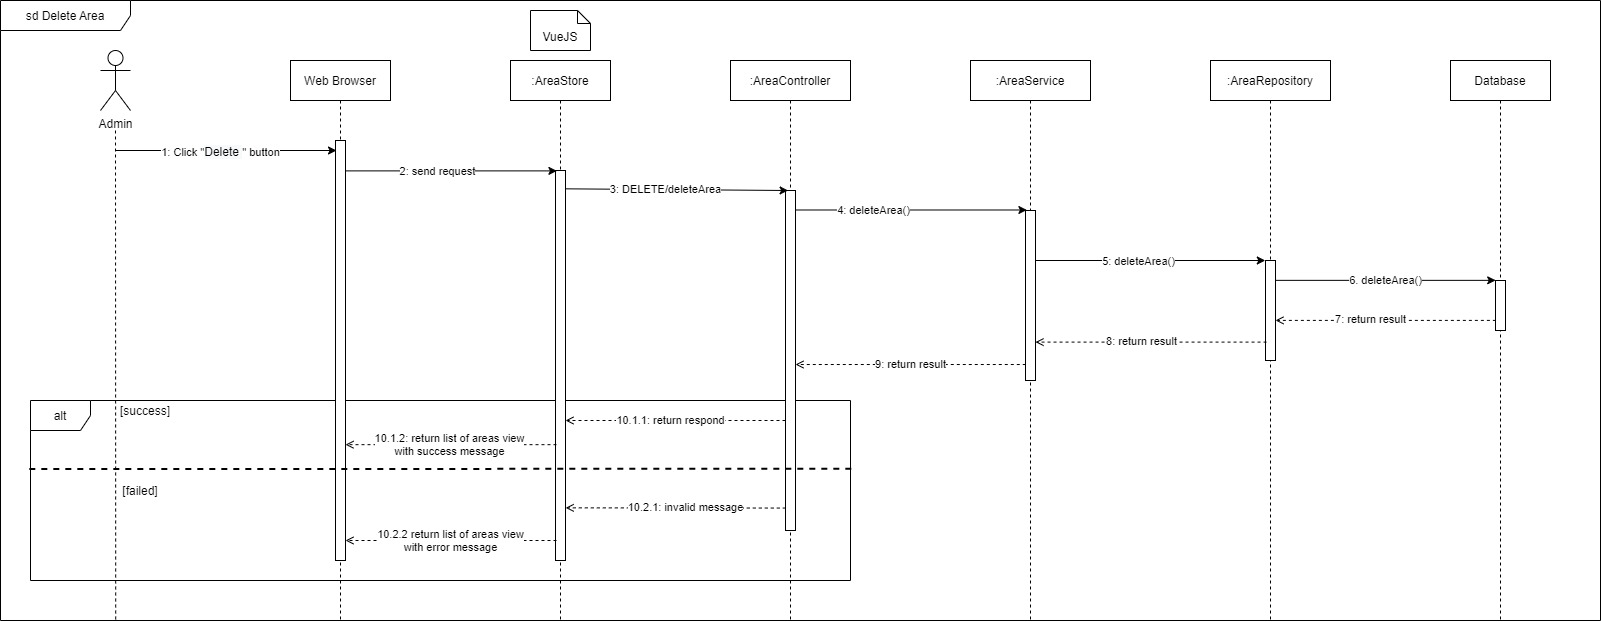 sd Delete Area
VueJS
Web Browser
:AreaStore
:AreaController
:AreaService
:AreaRepository
Database
Admin
1: Click "Delete " button
2: send request
3: DELETE/deleteArea
4: deleteArea()
5: deleteArea()
6. deleteArea()
7: return result
8: return result
9: return result
alt
[success]
10.1.1: return respond
10.1.2: return list of areas view
with success message
[failed]
10.2.1: invalid message
10.2.2 return list of areas view
with error message